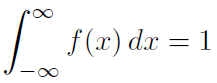 ∫_{-∞}^{∞} f(x) dx = 1